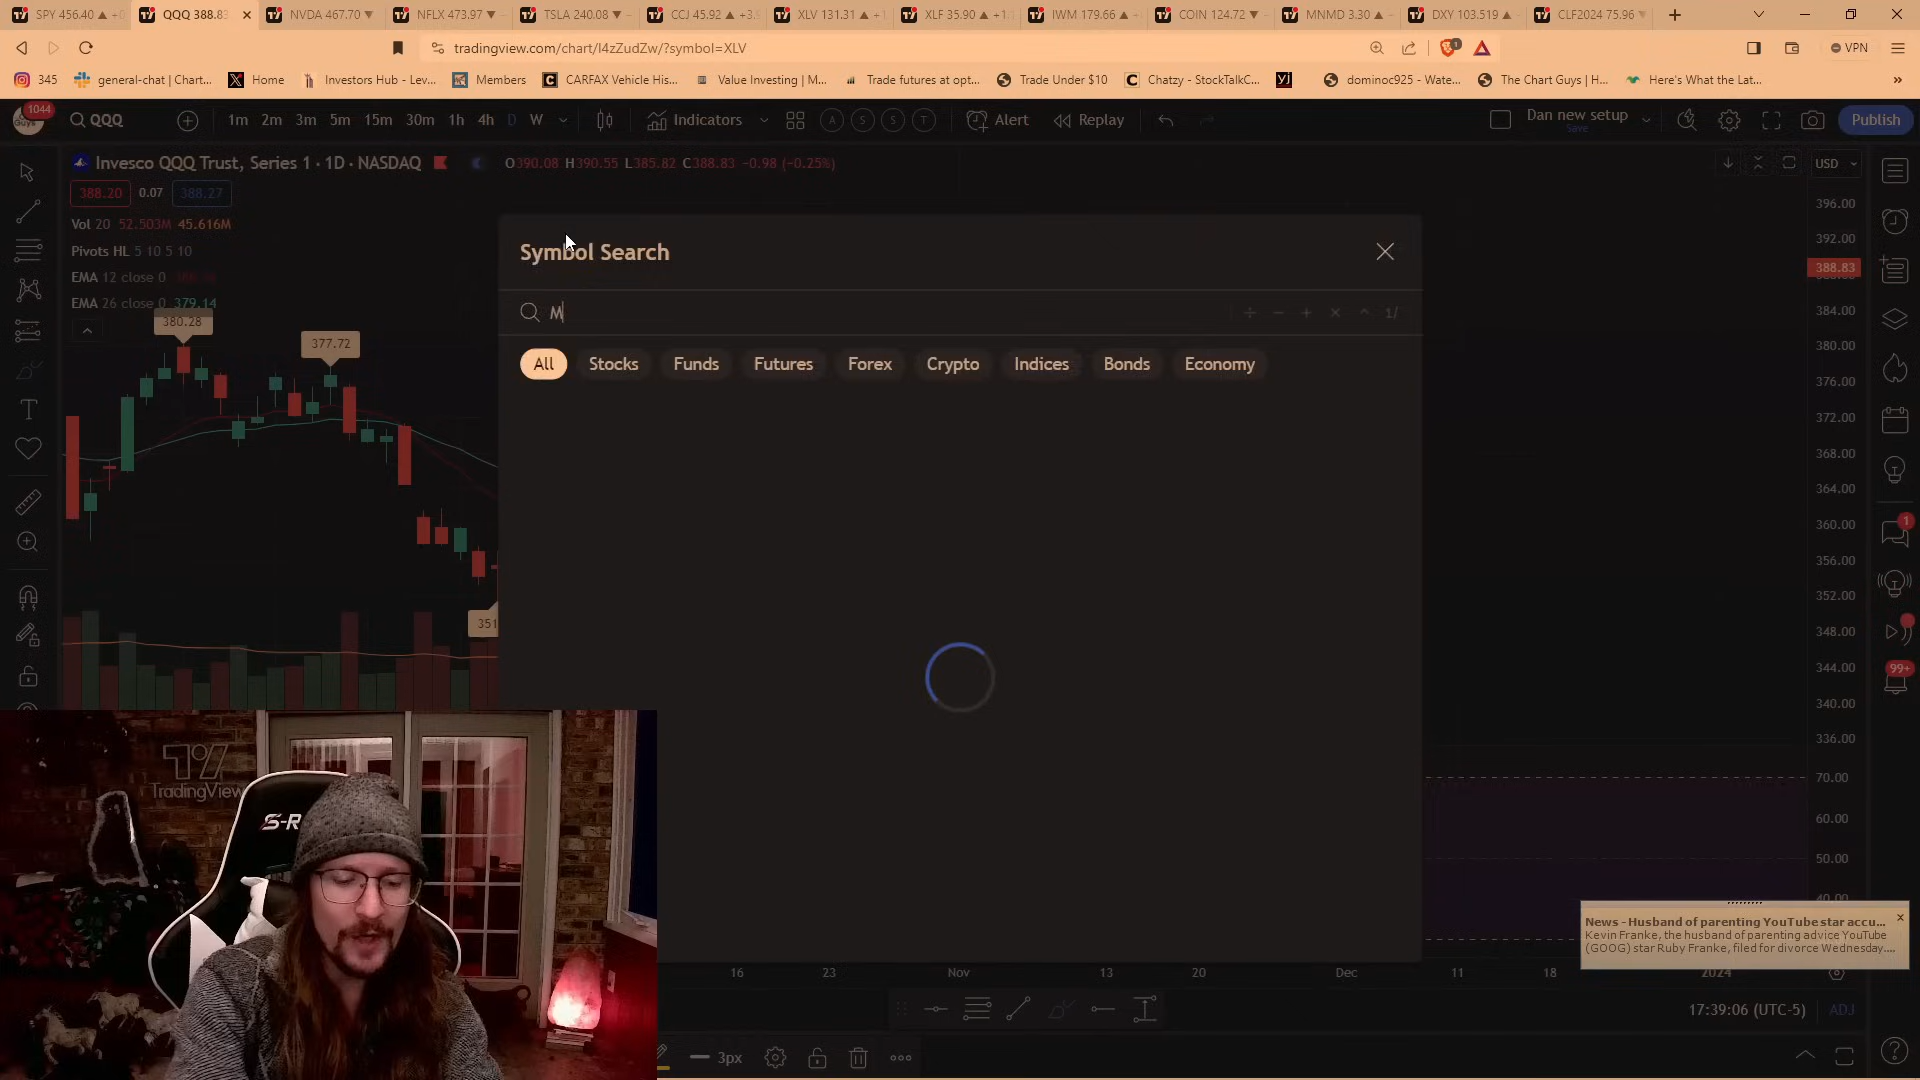 SPY 456.40
QQQ 388.83
NVDA 467.70
NFLX 473.97
TSLA 240.08
CCJ 45.92
XLV 131.31
XLF 35.90
IWM 179.66
COIN 124.72
MNMD 3.30
DXY 103.519
CLF2024 75.96
tradingview.com/chart/I4zZudZw/?symbol=XLV
1
VPN
345
general-chat | Chart...
Home
Investors Hub - Lev...
Members
CARFAX Vehicle His...
Value Investing | M...
Trade futures at opt...
Trade Under $10
Chatzy - StockTalkC...
dominoc925 - Wate...
The Chart Guys | H...
Here's What the Lat...
1044
QQQ
1m 2m 3m 5m 15m 30m 1h 4h D W
Indicators
A S S T
Alert
Replay
Dan new setup
Save
Publish
Invesco QQQ Trust, Series 1 · 1D · NASDAQ
O390.08 H390.55 L385.82 C388.83 −0.98 (−0.25%)
USD
388.20 0.07 388.27
Vol 20 52.503M 45.616M
Pivots HL 5 10 5 10
EMA 12 close 0
EMA 26 close 0 379.14
380.28
377.72
351
Symbol Search
M
1/
All Stocks Funds Futures Forex Crypto Indices Bonds Economy
396.00
392.00
388.83
384.00
380.00
376.00
372.00
368.00
364.00
360.00
356.00
352.00
348.00
344.00
340.00
336.00
70.00
60.00
50.00
40.00
1
99+
TradingView
S-R
News - Husband of parenting YouTube star accu...
Kevin Franke, the husband of parenting advice YouTube
(GOOG) star Ruby Franke, filed for divorce Wednesday....
16 23 Nov 13 20 Dec 11 18 2024
17:39:06 (UTC-5) ADJ
3px